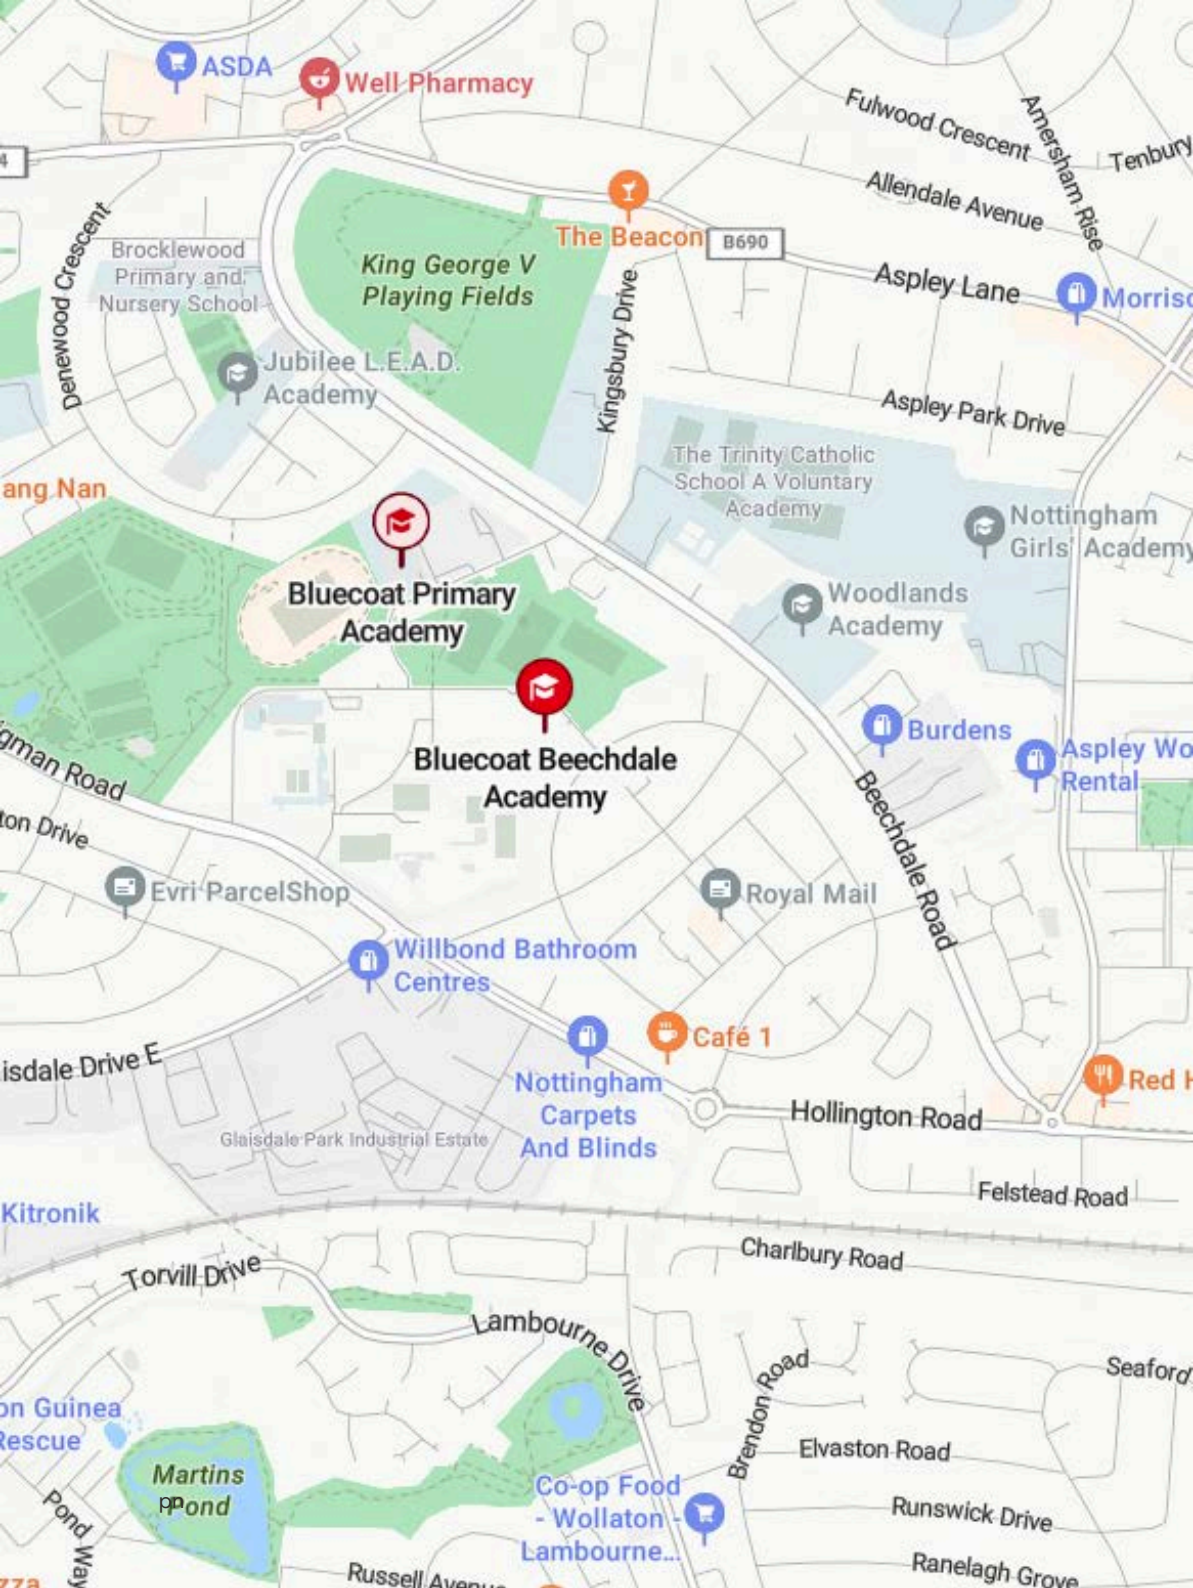 ASDA
Well Pharmacy
4
Fulwood Crescent
Amersham Rise
Tenbury
Allendale Avenue
The Beacon
B690
Aspley Lane
Morrisc
Denewood Crescent
Brocklewood
Primary and
Nursery School
King George V
Playing Fields
Kingsbury Drive
Jubilee L.E.A.D.
Academy
Aspley Park Drive
The Trinity Catholic
School A Voluntary
Academy
ang Nan
Nottingham
Girls' Academy
Bluecoat Primary
Academy
Woodlands
Academy
Burdens
Aspley Wo
Rental
gman Road
Bluecoat Beechdale
Academy
Beechdale Road
ton Drive
Evri ParcelShop
Royal Mail
Willbond Bathroom
Centres
isdale Drive E
Café 1
Nottingham
Carpets
And Blinds
Red H
Hollington Road
Glaisdale Park Industrial Estate
Felstead Road
Kitronik
Charlbury Road
Torvill Drive
Lambourne Drive
Brendon Road
Seaford
on Guinea
Rescue
Elvaston Road
Martins
Pond
pn
Co-op Food
- Wollaton -
Lambourne...
Runswick Drive
Pond Way
Ranelagh Grove
Russell Avenue
zza